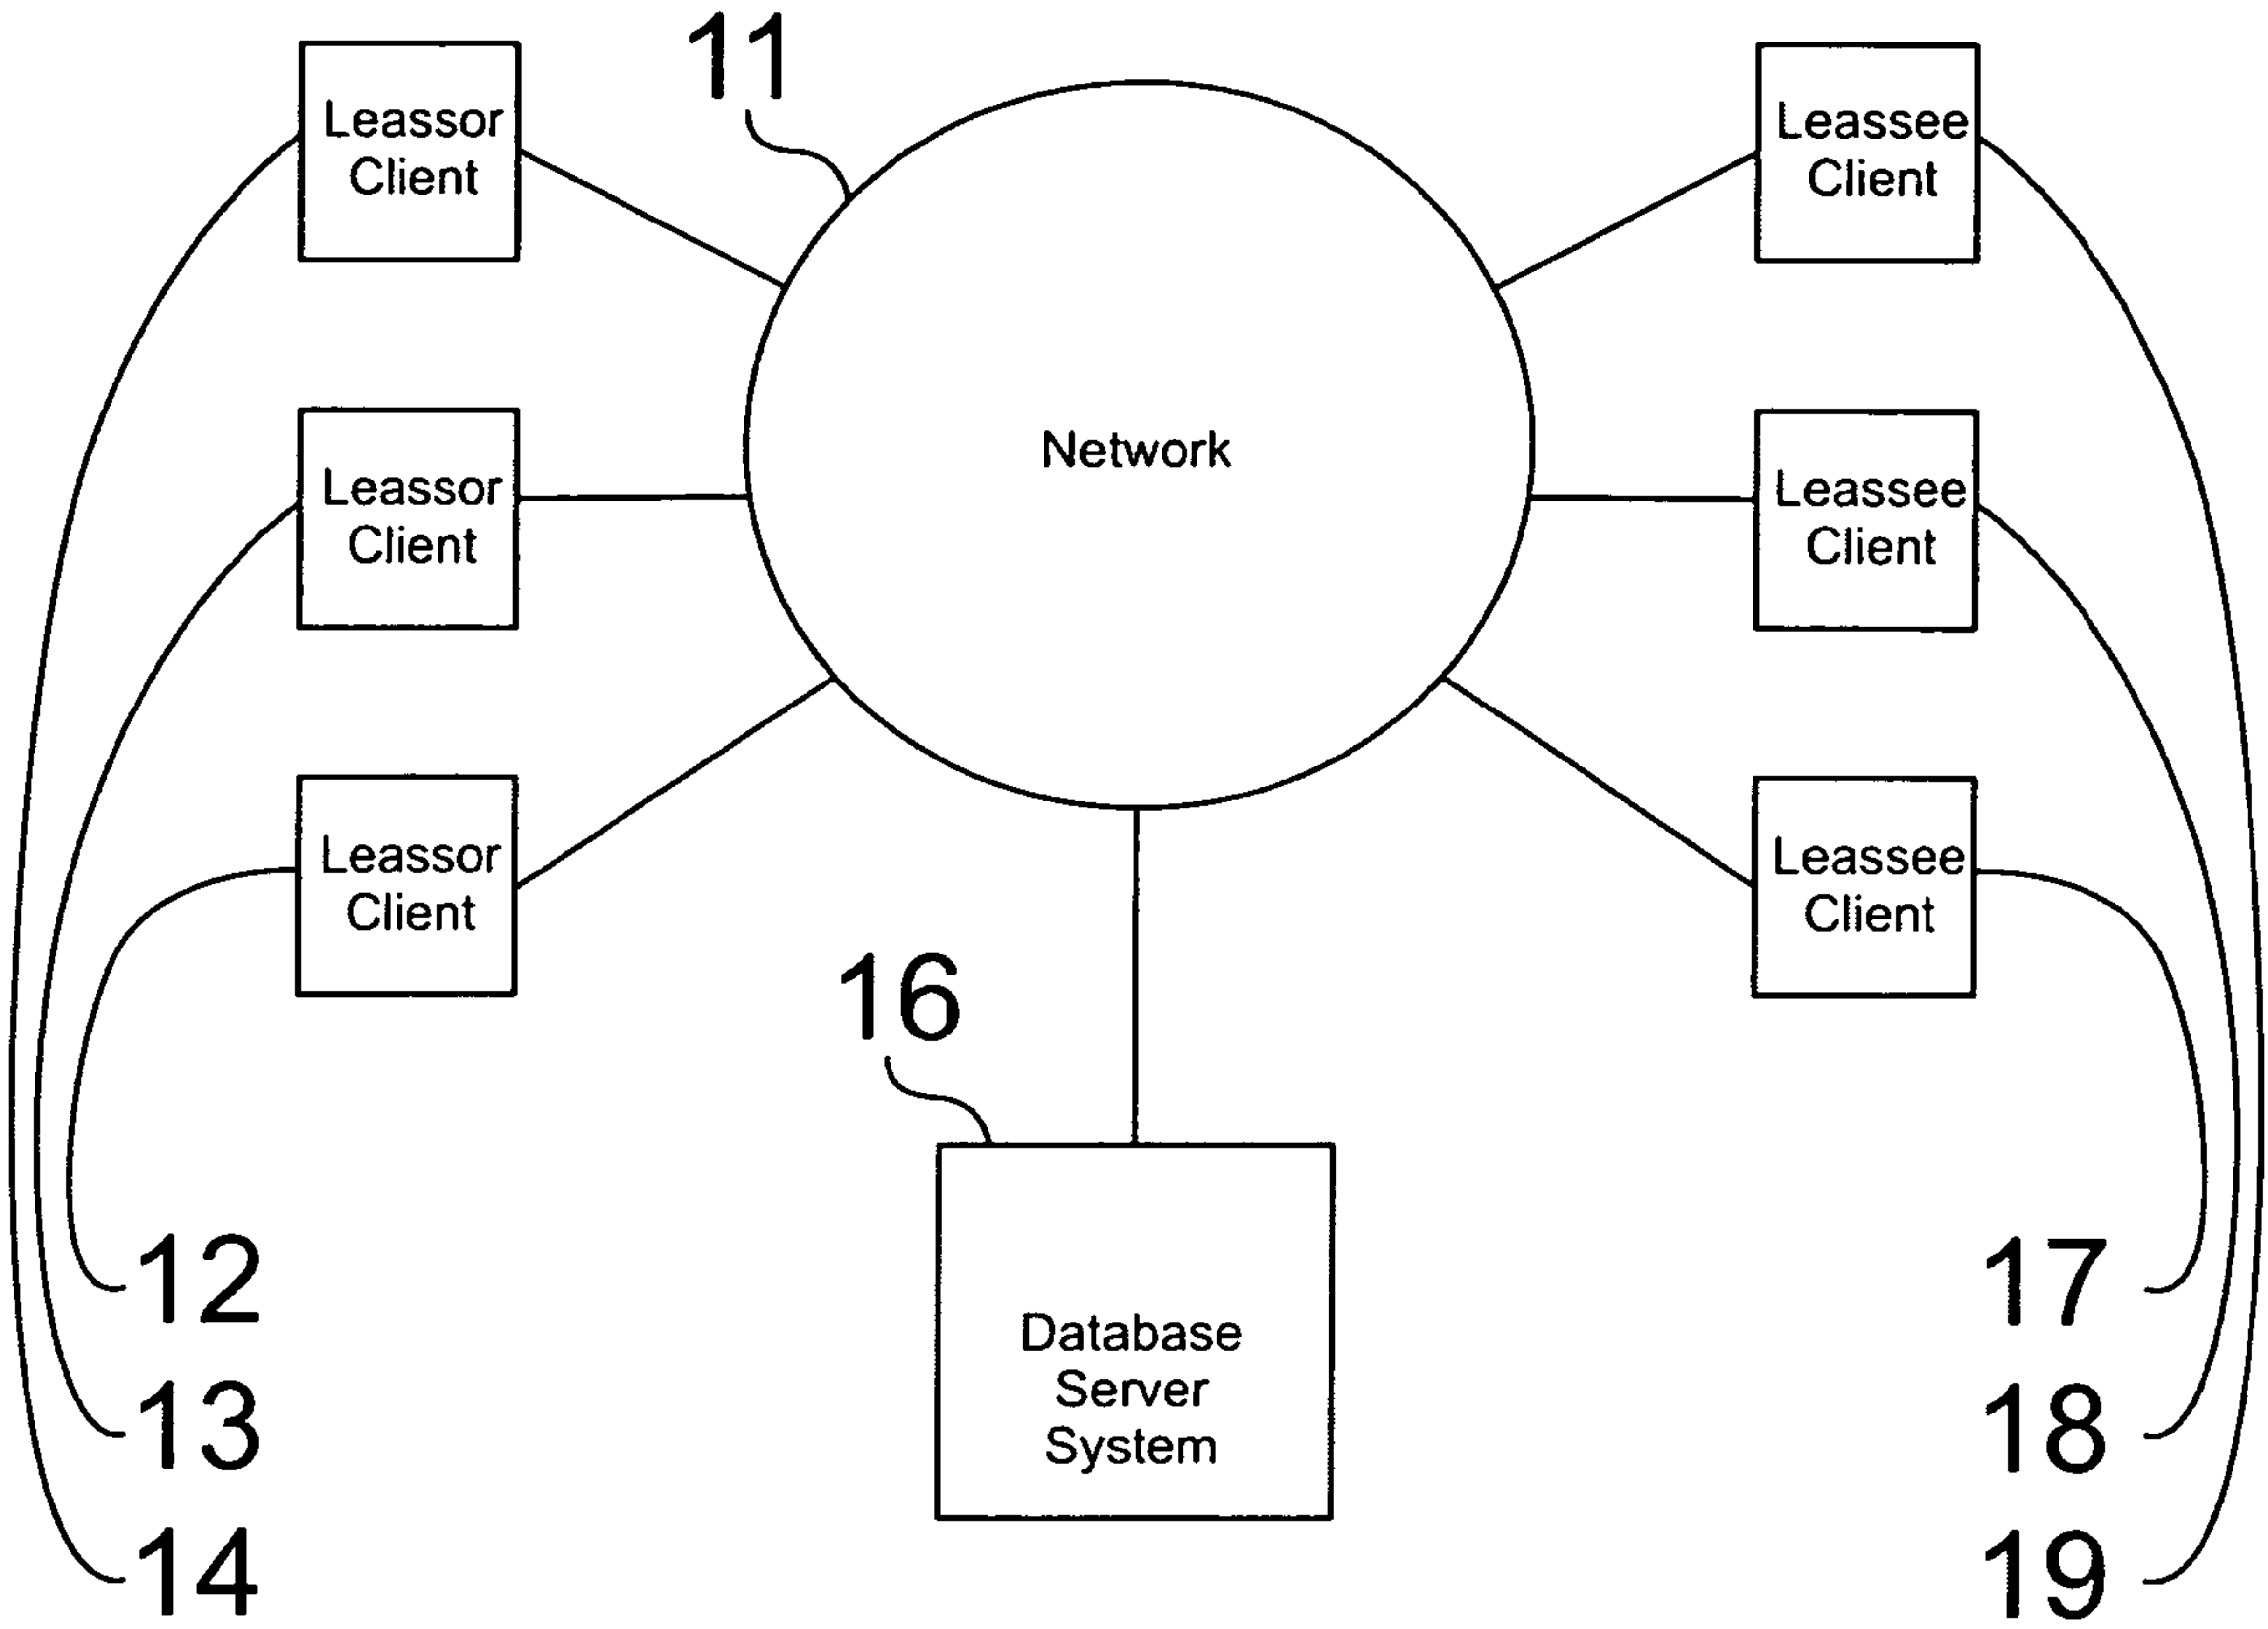 11
Leassor
Client
Leassee
Client
Network
Leassor
Client
Leassee
Client
Leassor
Client
Leassee
Client
16
Database
Server
System
12
13
14
17
18
19